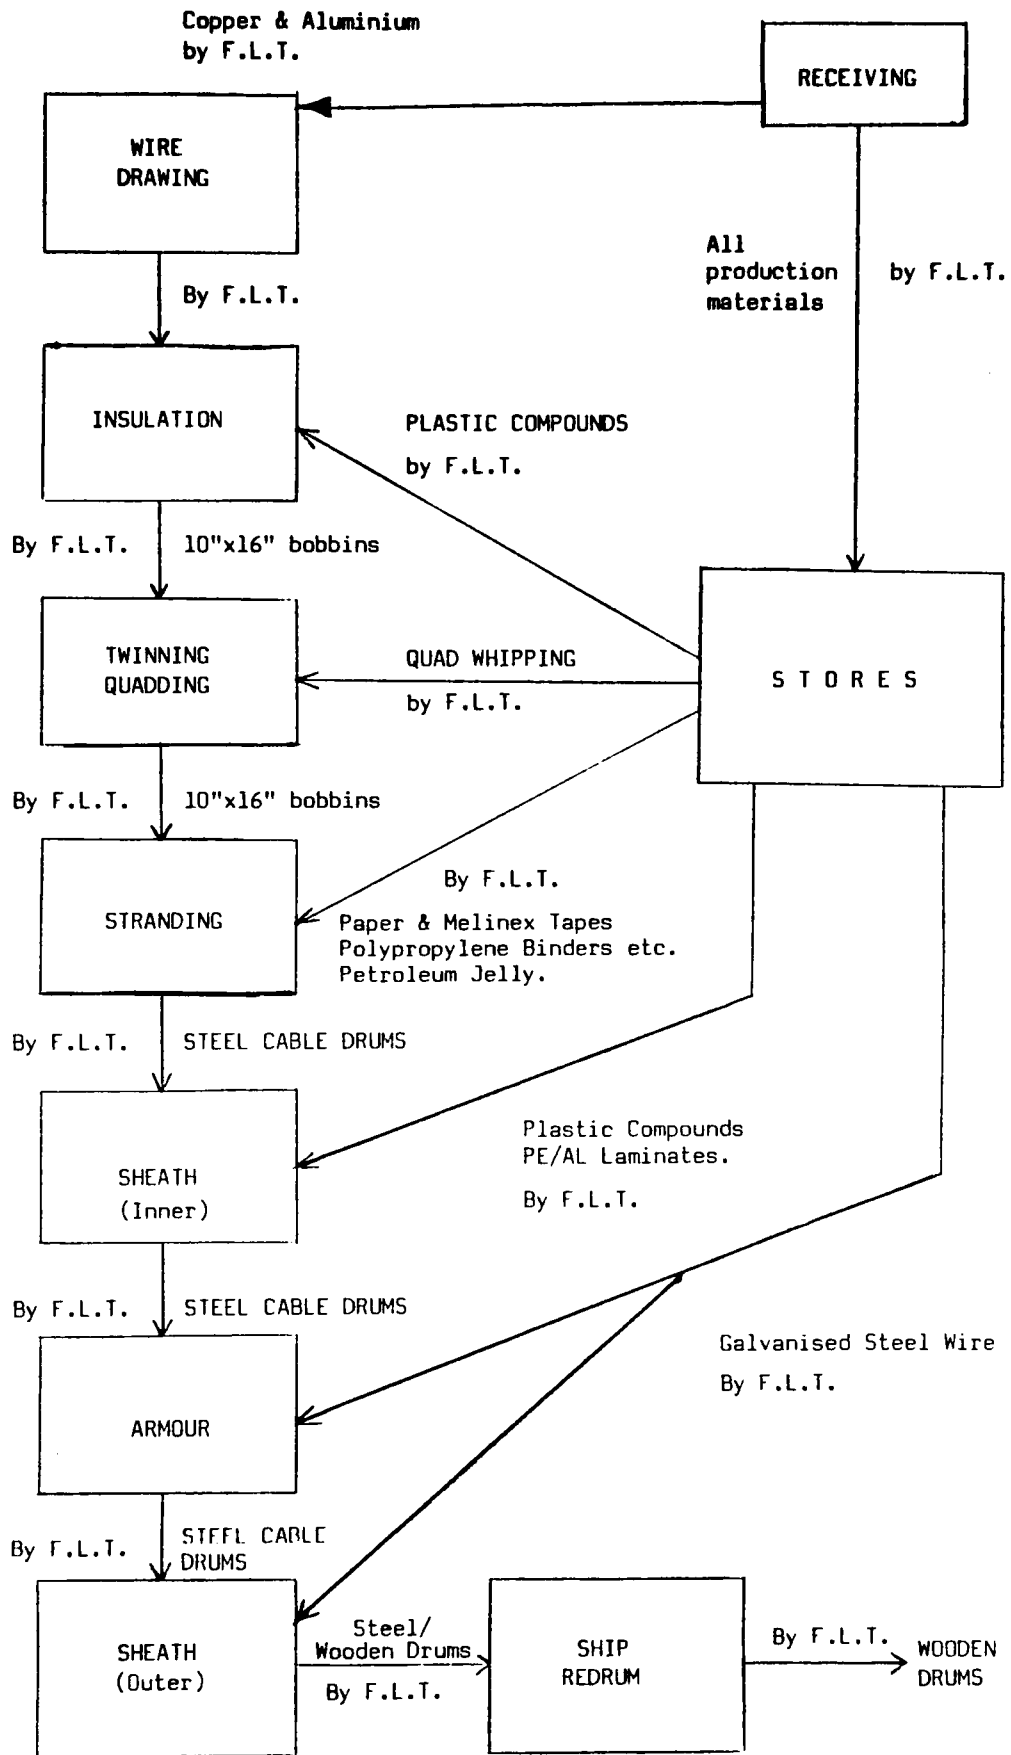 Copper & Aluminium
by F.L.T.
RECEIVING
WIRE
DRAWING
All
production
materials
by F.L.T.
By F.L.T.
INSULATION
PLASTIC COMPOUNDS
by F.L.T.
By F.L.T.
10"x16" bobbins
TWINNING
QUADDING
QUAD WHIPPING
by F.L.T.
STORES
By F.L.T.
10"x16" bobbins
STRANDING
By F.L.T.
Paper & Melinex Tapes
Polypropylene Binders etc.
Petroleum Jelly.
By F.L.T.
STEEL CABLE DRUMS
SHEATH
(Inner)
Plastic Compounds
PE/AL Laminates.
By F.L.T.
By F.L.T.
STEEL CABLE DRUMS
ARMOUR
Galvanised Steel Wire
By F.L.T.
By F.L.T.
STEEL CABLE
DRUMS
SHEATH
(Outer)
Steel/
Wooden Drums
By F.L.T.
SHIP
REDRUM
By F.L.T.
WOODEN
DRUMS